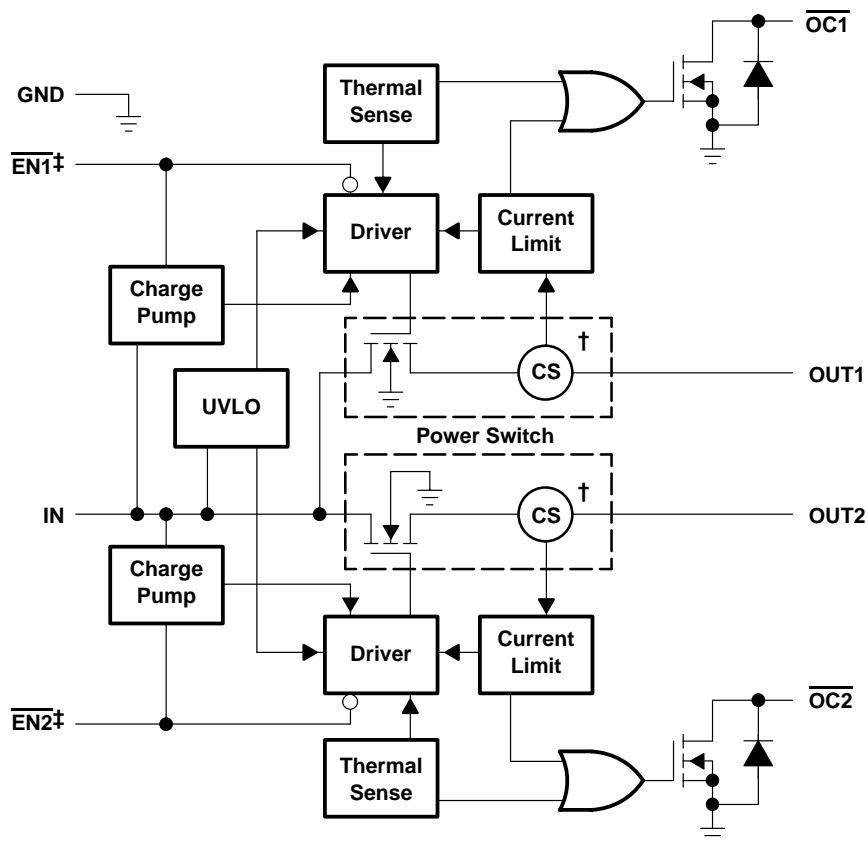 OC1
GND
Thermal
Sense
EN1‡
Driver
Current
Limit
Charge
Pump
†
CS
OUT1
UVLO
Power Switch
†
IN
CS
OUT2
Charge
Pump
Driver
Current
Limit
EN2‡
OC2
Thermal
Sense